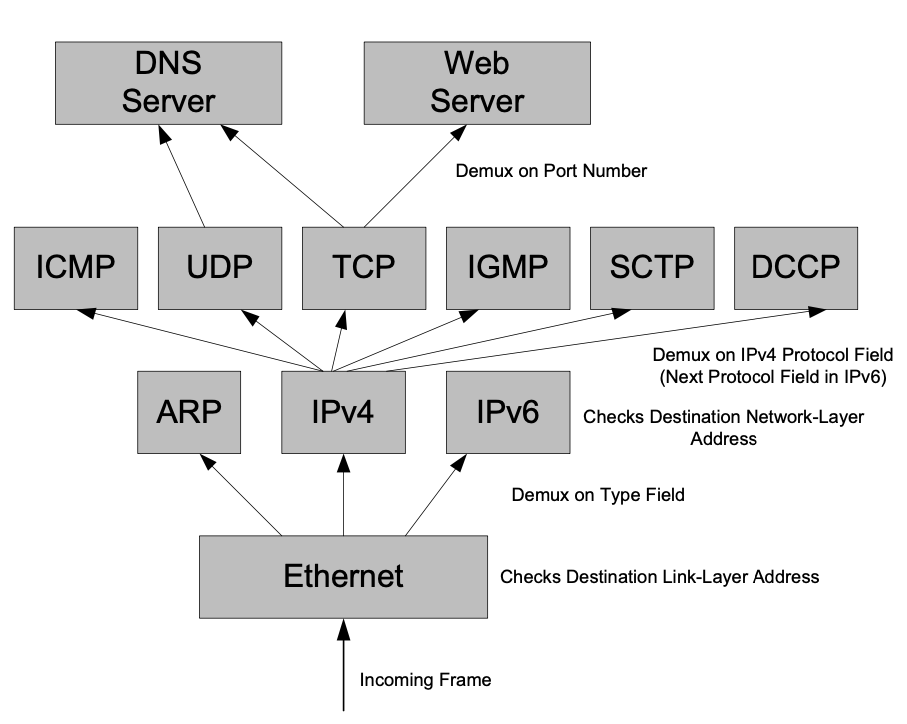 DNS
Server
Web
Server
Demux on Port Number
ICMP
UDP
TCP
IGMP
SCTP
DCCP
Demux on IPv4 Protocol Field
(Next Protocol Field in IPv6)
ARP
IPv4
IPv6
Checks Destination Network-Layer
Address
Demux on Type Field
Ethernet
Checks Destination Link-Layer Address
Incoming Frame